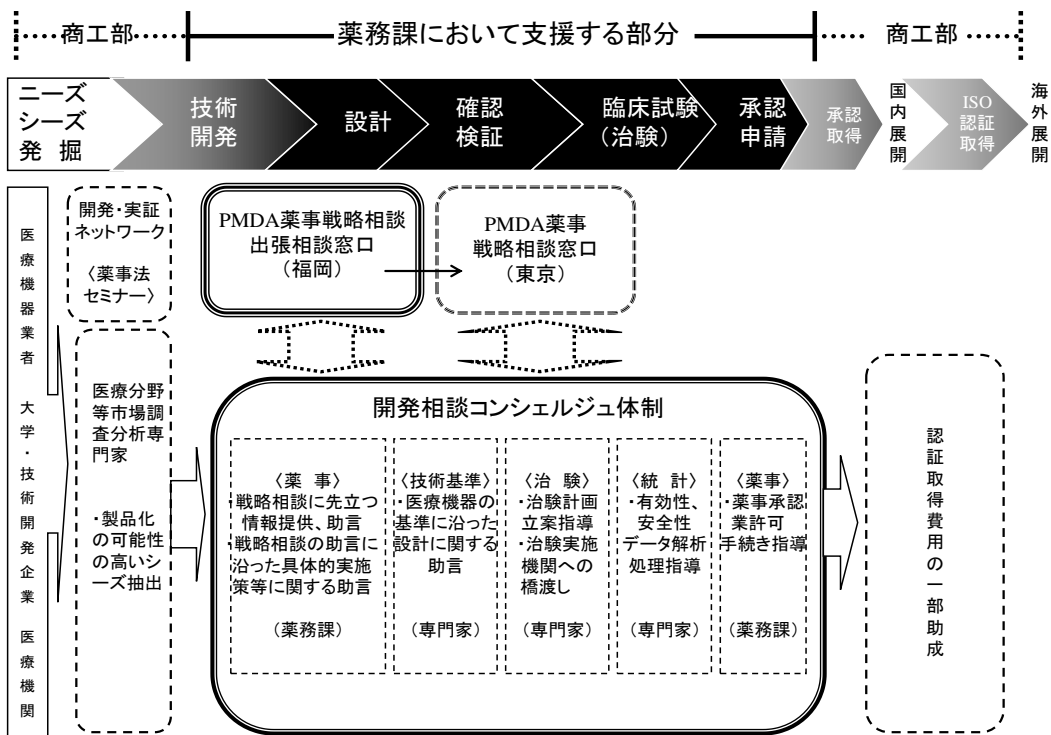 商工部
薬務課において支援する部分
商工部
ニーズ
シーズ
発 掘
技術
開発
設計
確認
検証
臨床試験
（治験）
承認
申請
承認
取得
国内展開
ISO
認証
取得
海外展開
医療機器業者 大学・技術開発企業 医療機関
開発・実証
ネットワーク
〈薬事法
セミナー〉
PMDA薬事戦略相談
出張相談窓口
（福岡）
PMDA薬事
戦略相談窓口
（東京）
医療分野
等市場調
査分析専
門家
・製品化
の可能性
の高いシ
ーズ抽出
開発相談コンシェルジュ体制
〈薬 事〉
・戦略相談に先立つ
情報提供、助言
・戦略相談の助言に
沿った具体的実施
策等に関する助言
（薬務課）
〈技術基準〉
・医療機器の
基準に沿った
設計に関する
助言
（専門家）
〈治 験〉
・治験計画
立案指導
・治験実施
機関への
橋渡し
（専門家）
〈統 計〉
・有効性、
安全性
データ解析
処理指導
（専門家）
〈薬事〉
・薬事承認
業許可
手続き指導
（薬務課）
認証取得費用の一部助成